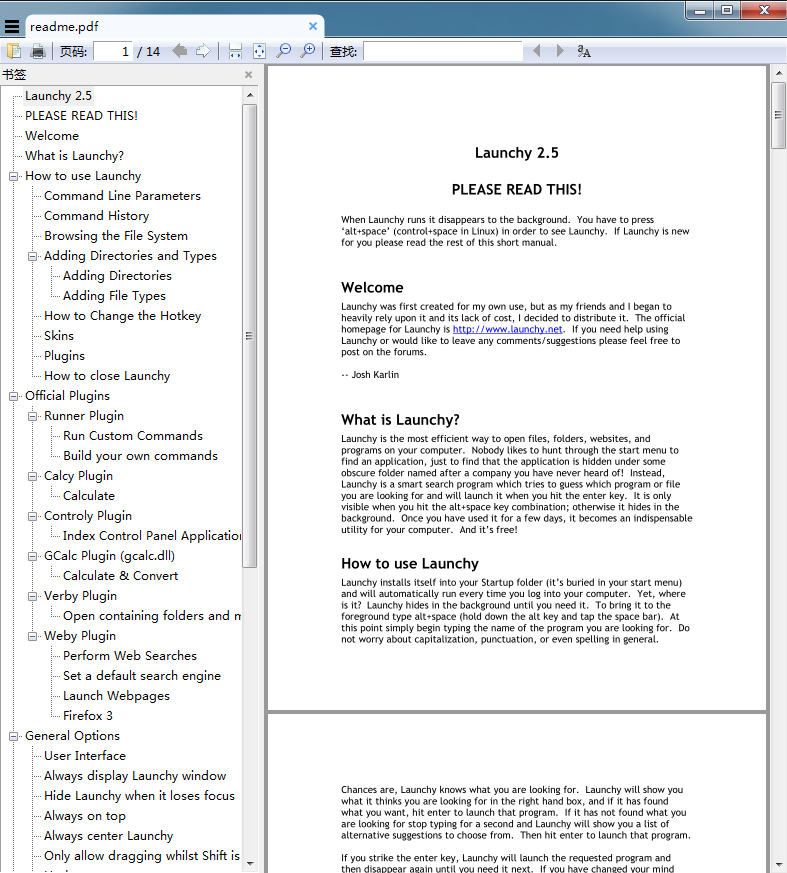 readme.pdf
页码: 1 / 14 查找:
书签
Launchy 2.5
PLEASE READ THIS!
Welcome
What is Launchy?
How to use Launchy
Command Line Parameters
Command History
Browsing the File System
Adding Directories and Types
Adding Directories
Adding File Types
How to Change the Hotkey
Skins
Plugins
How to close Launchy
Official Plugins
Runner Plugin
Run Custom Commands
Build your own commands
Calcy Plugin
Calculate
Controly Plugin
Index Control Panel Application
GCalc Plugin (gcalc.dll)
Calculate & Convert
Verby Plugin
Open containing folders and m
Weby Plugin
Perform Web Searches
Set a default search engine
Launch Webpages
Firefox 3
General Options
User Interface
Always display Launchy window
Hide Launchy when it loses focus
Always on top
Always center Launchy
Only allow dragging whilst Shift is
Launchy 2.5
PLEASE READ THIS!
When Launchy runs it disappears to the background. You have to press
‘alt+space’ (control+space in Linux) in order to see Launchy. If Launchy is new
for you please read the rest of this short manual.
Welcome
Launchy was first created for my own use, but as my friends and I began to
heavily rely upon it and its lack of cost, I decided to distribute it. The official
homepage for Launchy is http://www.launchy.net. If you need help using
Launchy or would like to leave any comments/suggestions please feel free to
post on the forums.
-- Josh Karlin
What is Launchy?
Launchy is the most efficient way to open files, folders, websites, and
programs on your computer. Nobody likes to hunt through the start menu to
find an application, just to find that the application is hidden under some
obscure folder named after a company you have never heard of! Instead,
Launchy is a smart search program which tries to guess which program or file
you are looking for and will launch it when you hit the enter key. It is only
visible when you hit the alt+space key combination; otherwise it hides in the
background. Once you have used it for a few days, it becomes an indispensable
utility for your computer. And it’s free!
How to use Launchy
Launchy installs itself into your Startup folder (it’s buried in your start menu)
and will automatically run every time you log into your computer. Yet, where
is it? Launchy hides in the background until you need it. To bring it to the
foreground type alt+space (hold down the alt key and tap the space bar). At
this point simply begin typing the name of the program you are looking for. Do
not worry about capitalization, punctuation, or even spelling in general.
Chances are, Launchy knows what you are looking for. Launchy will show you
what it thinks you are looking for in the right hand box, and if it has found
what you want, hit enter to launch that program. If it has not found what you
are looking for stop typing for a second and Launchy will show you a list of
alternative suggestions to choose from. Then hit enter to launch that program.
If you strike the enter key, Launchy will launch the requested program and
then disappear again until you need it next. If you have changed your mind